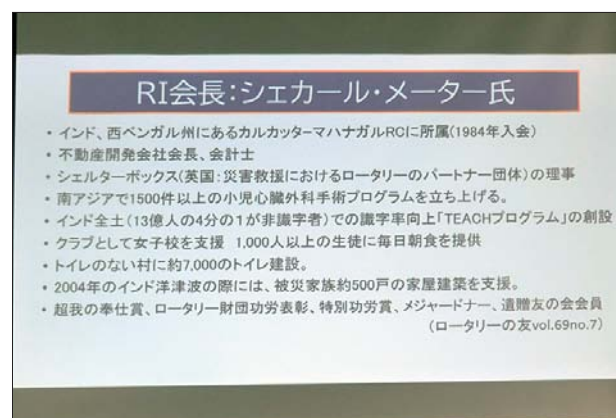 RI会長：シェカール・メーター氏
・インド、西ベンガル州にあるカルカッターマハナガルRCに所属(1984年入会)
・不動産開発会社会長、会計士
・シェルターボックス(英国：災害救援におけるロータリーのパートナー団体)の理事
・南アジアで1500件以上の小児心臓外科手術プログラムを立ち上げる。
・インド全土(13億人の4分の1が非識字者)での識字率向上「TEACHプログラム」の創設
・クラブとして女子校を支援 1,000人以上の生徒に毎日朝食を提供
・トイレのない村に約7,000のトイレ建設。
・2004年のインド洋津波の際には、被災家族約500戸の家屋建築を支援。
・超我の奉仕賞、ロータリー財団功労表彰、特別功労賞、メジャードナー、遺贈友の会会員
(ロータリーの友vol.69no.7)